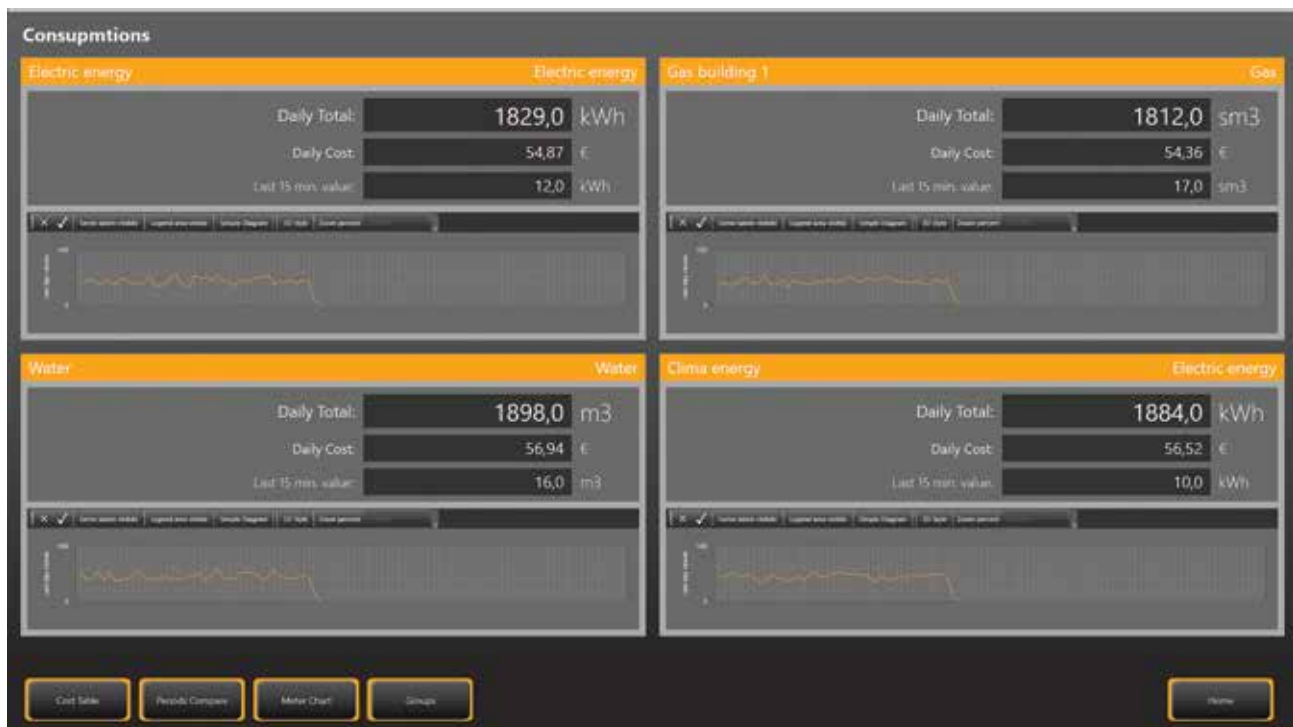 Consupmtions
Electric energy Electric energy
Daily Total: 1829,0 kWh
Daily Cost: 54,87 €
Last 15 min. value: 12,0 kWh
Gas building 1 Gas
Daily Total: 1812,0 sm3
Daily Cost: 54,36 €
Last 15 min. value: 17,0 sm3
Water Water
Daily Total: 1898,0 m3
Daily Cost: 56,94 €
Last 15 min. value: 16,0 m3
Clima energy Electric energy
Daily Total: 1884,0 kWh
Daily Cost: 56,52 €
Last 15 min. value: 10,0 kWh
Cost Table Periods Compare Meter Chart Groups Home